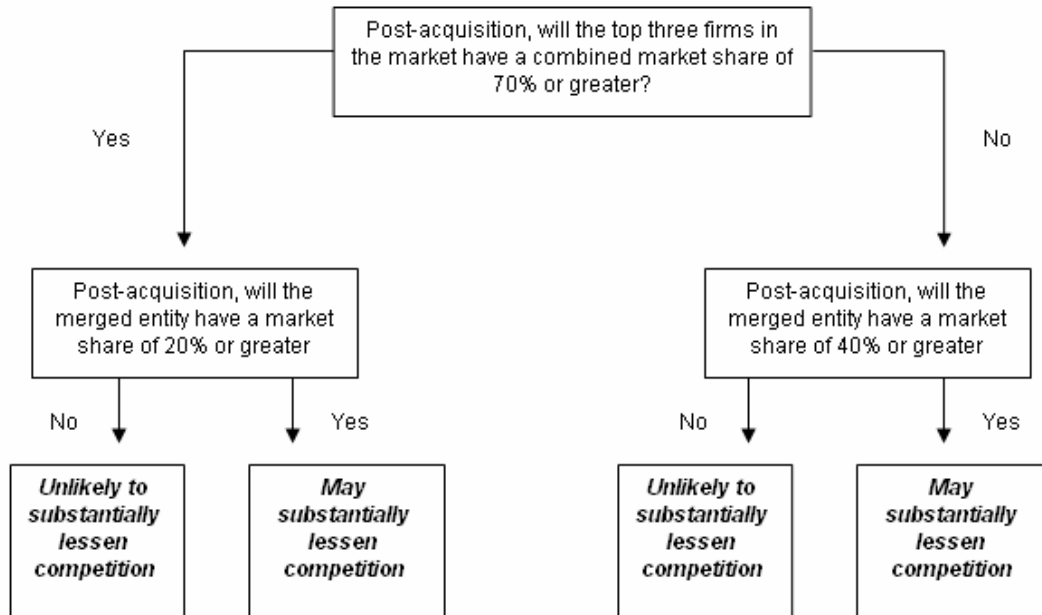 Post-acquisition, will the top three firms in
the market have a combined market share of
70% or greater?
Yes
No
Post-acquisition, will the
merged entity have a market
share of 20% or greater
Post-acquisition, will the
merged entity have a market
share of 40% or greater
No
Yes
No
Yes
Unlikely to
substantially
lessen
competition
May
substantially
lessen
competition
Unlikely to
substantially
lessen
competition
May
substantially
lessen
competition